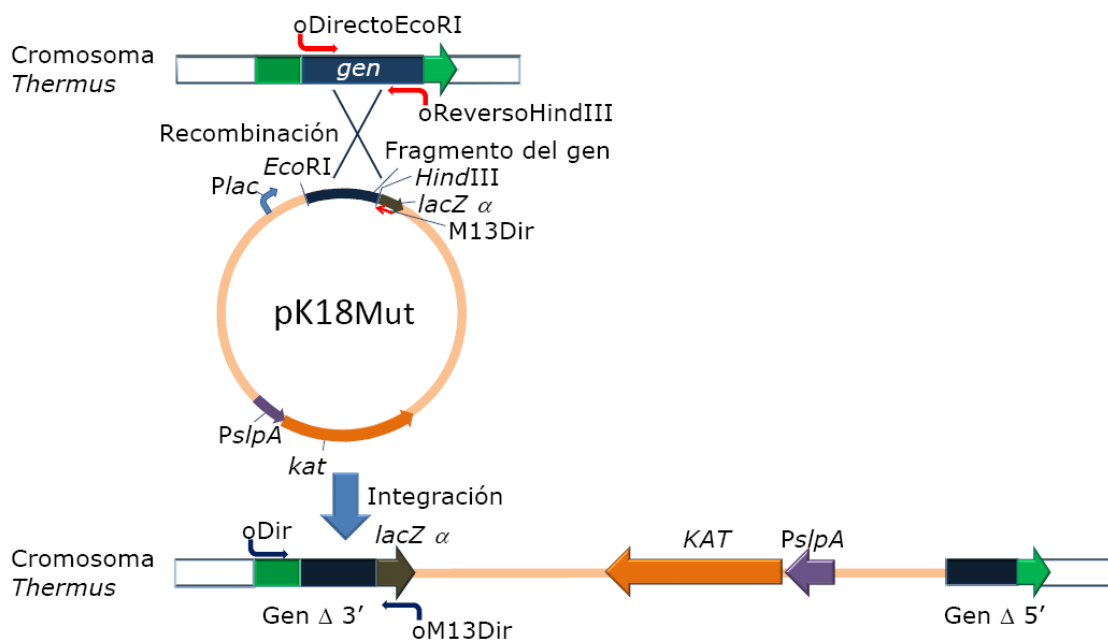 oDirectoEcoRI
Cromosoma
Thermus
gen
oReversoHindIII
Recombinación
Fragmento del gen
EcoRI
HindIII
Plac
lacZ α
M13Dir
pK18Mut
PslpA
kat
Integración
oDir
lacZ α
KAT
PslpA
Cromosoma
Thermus
Gen Δ 3’
oM13Dir
Gen Δ 5’